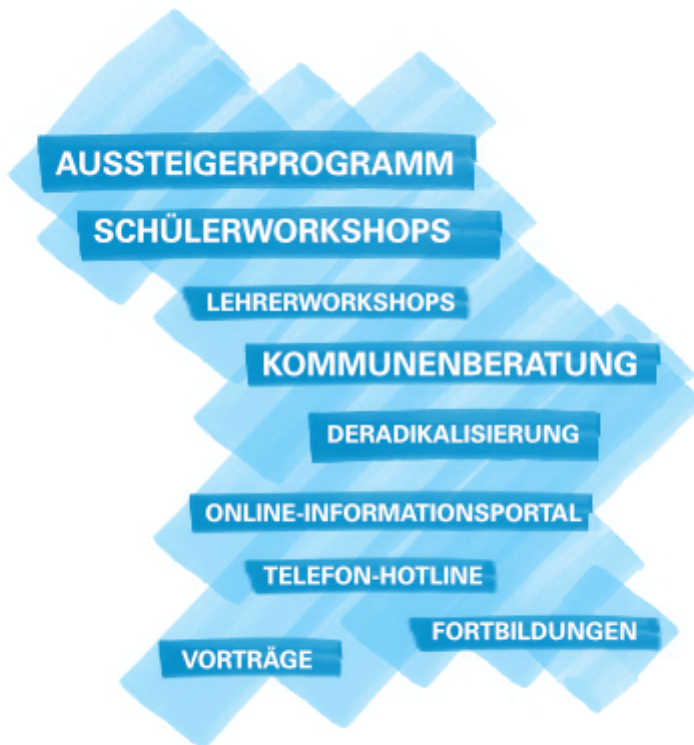 AUSSTEIGERPROGRAMM
SCHÜLERWORKSHOPS
LEHRERWORKSHOPS
KOMMUNENBERATUNG
DERADIKALISIERUNG
ONLINE-INFORMATIONSPORTAL
TELEFON-HOTLINE
FORTBILDUNGEN
VORTRÄGE